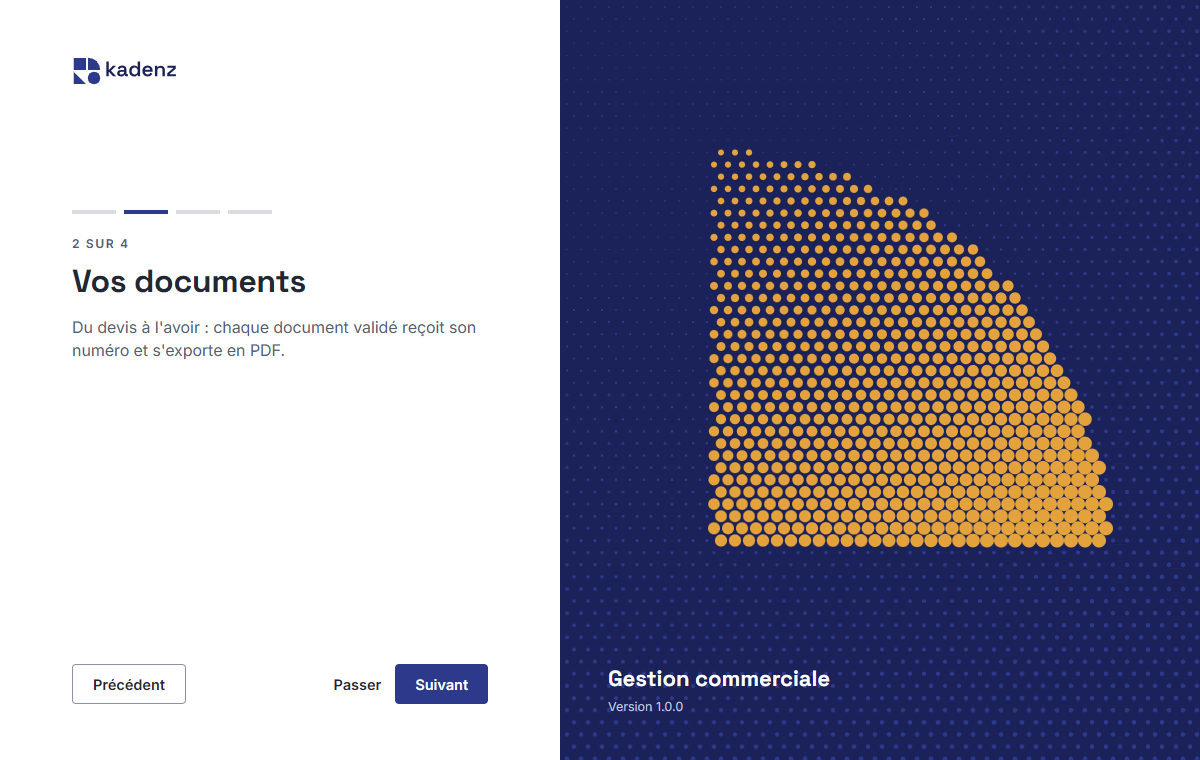 kadenz
2 SUR 4
Vos documents
Du devis à l'avoir : chaque document validé reçoit son
numéro et s'exporte en PDF.
Précédent
Passer
Suivant
Gestion commerciale
Version 1.0.0